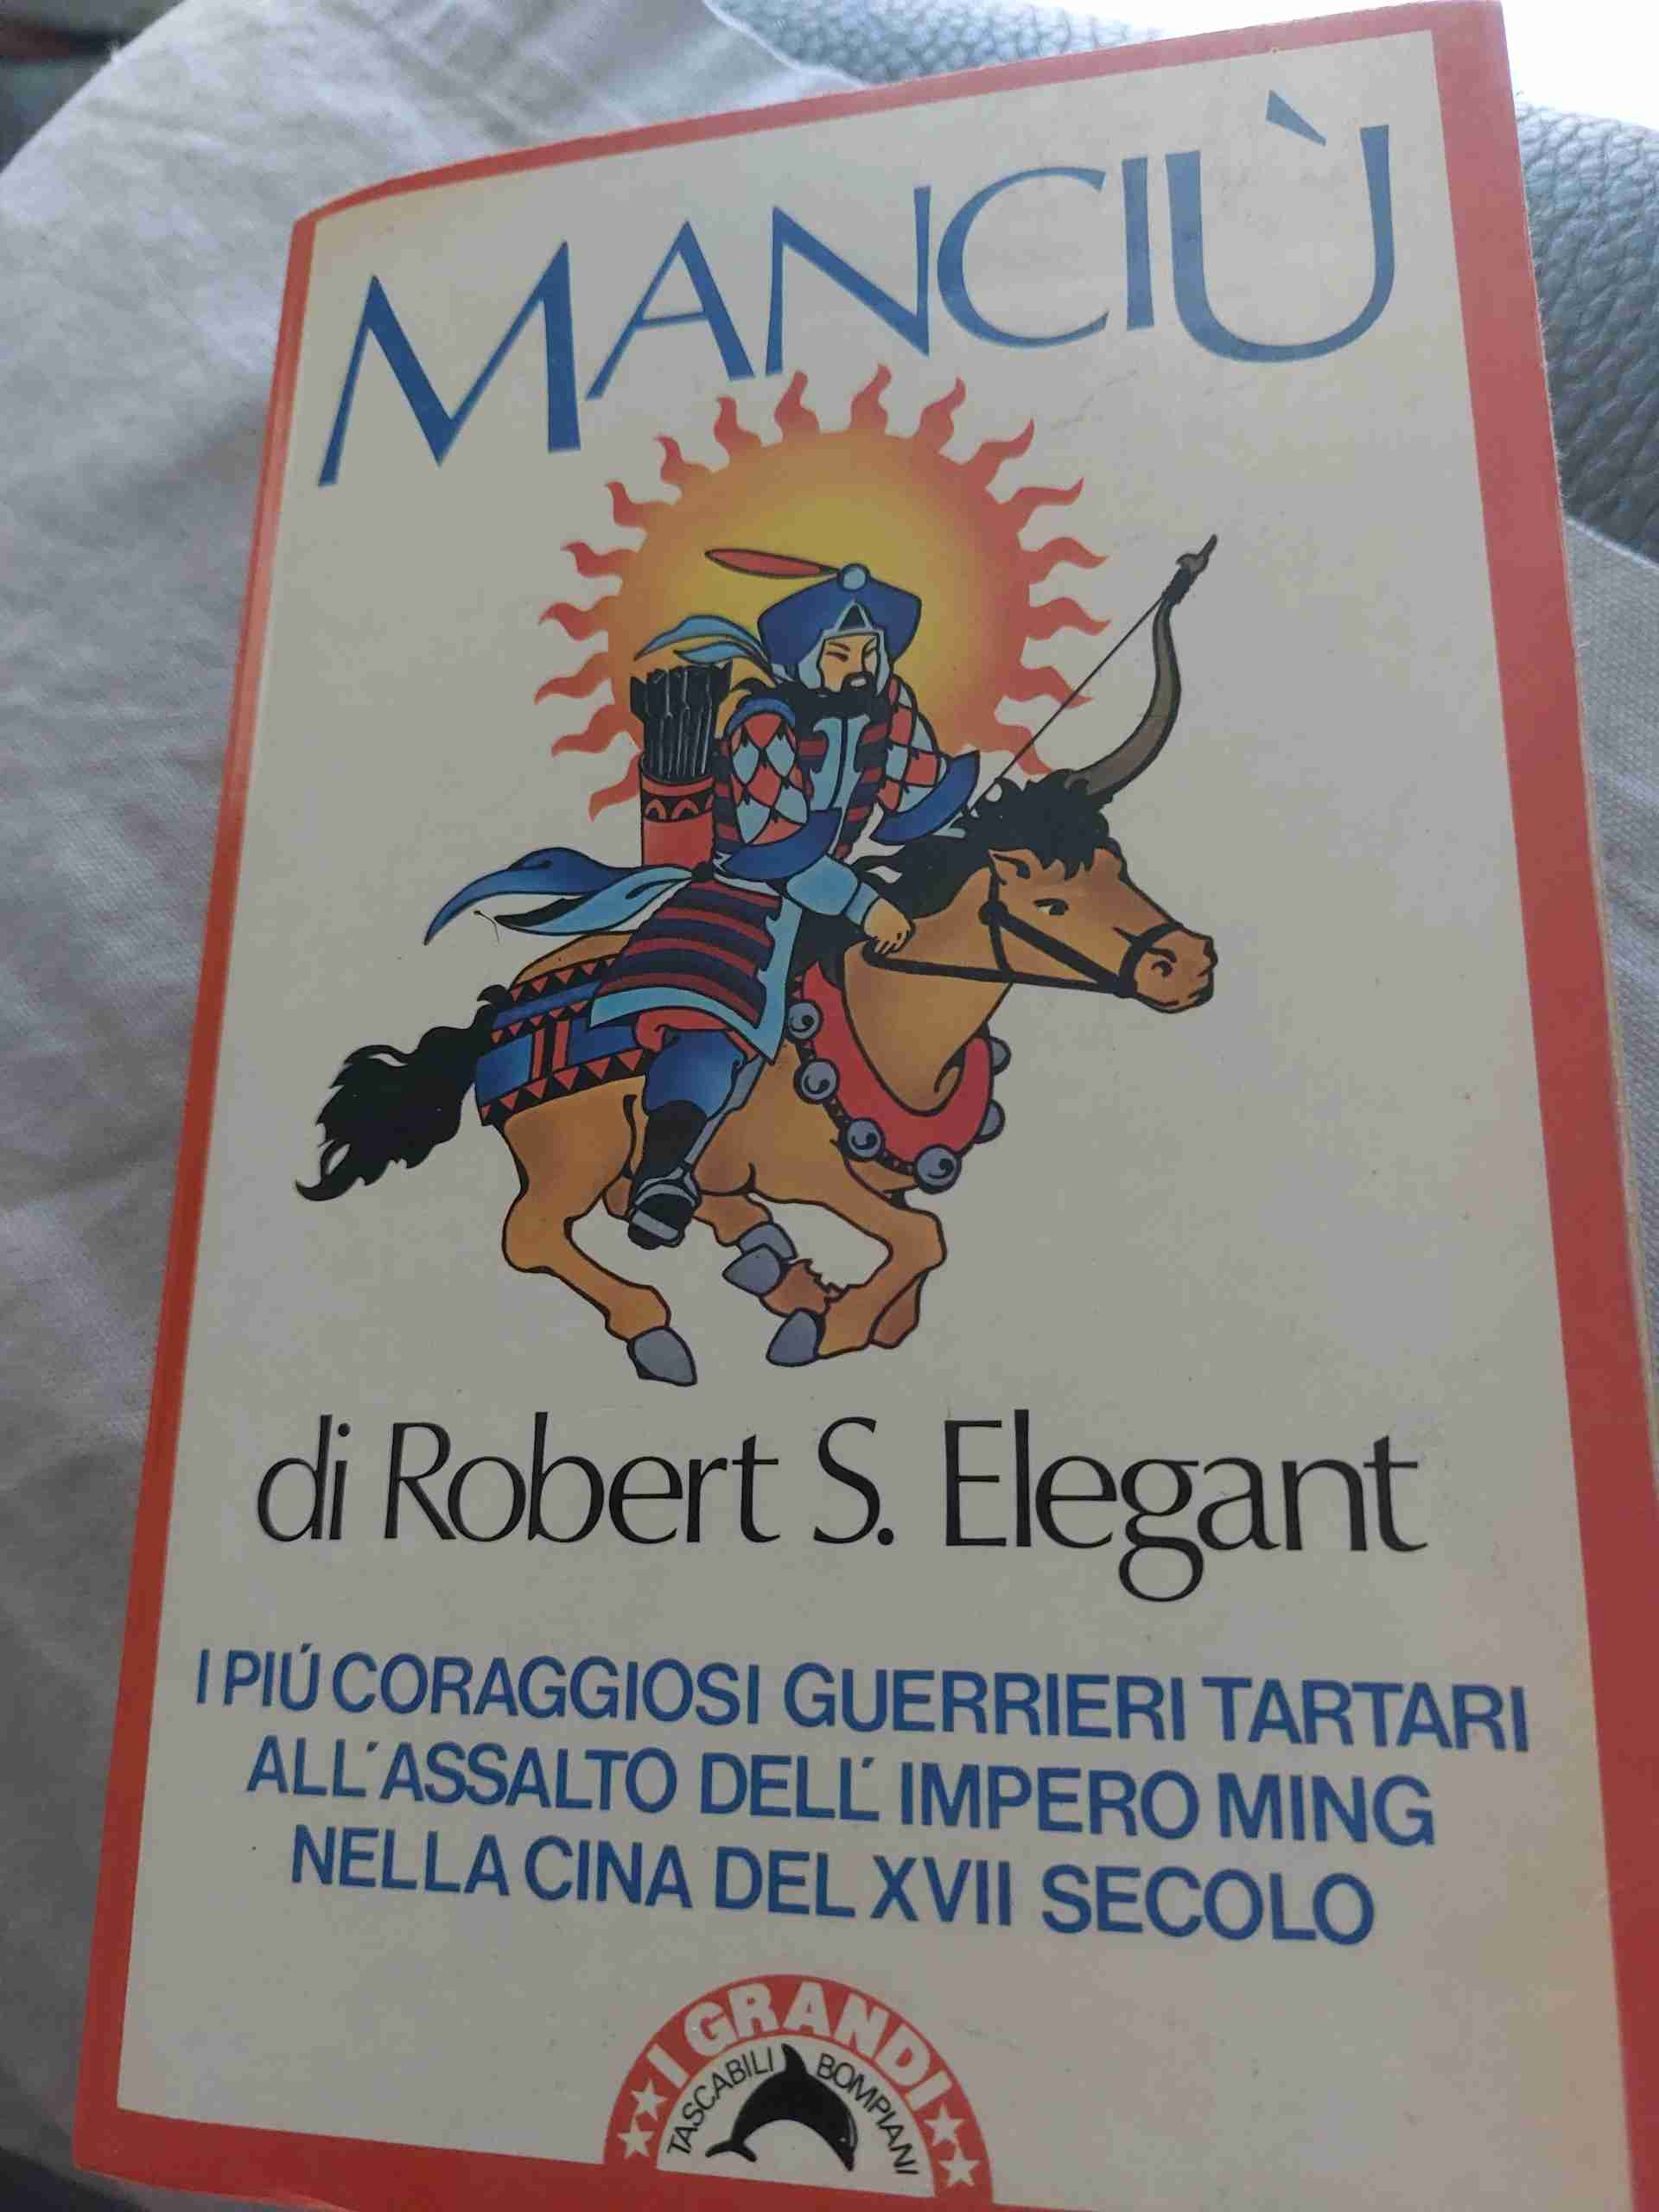 MANCIÙ
di Robert S. Elegant
I PIÚ CORAGGIOSI GUERRIERI TARTARI
ALL'ASSALTO DELL' IMPERO MING
NELLA CINA DEL XVII SECOLO
I GRANDI
TASCABILI BOMPIANI